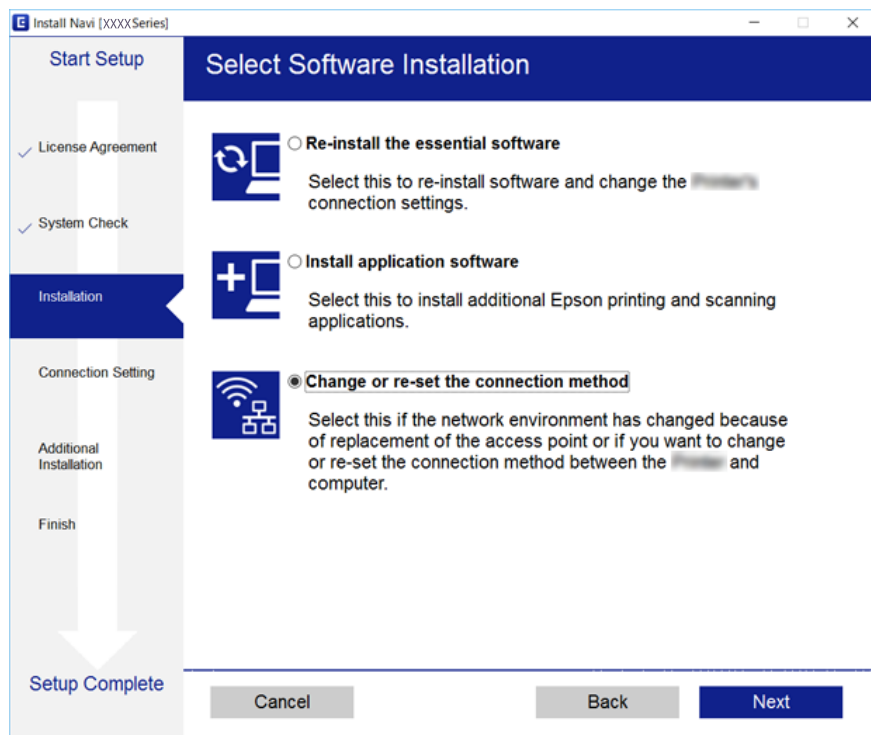 E Install Navi [XXXX Series]
Start Setup
License Agreement
System Check
Installation
Connection Setting
Additional
Installation
Finish
Setup Complete
Select Software Installation
Re-install the essential software
Select this to re-install software and change the
connection settings.
Install application software
Select this to install additional Epson printing and scanning
applications.
Change or re-set the connection method
Select this if the network environment has changed because
of replacement of the access point or if you want to change
or re-set the connection method between the and
computer.
Cancel
Back
Next